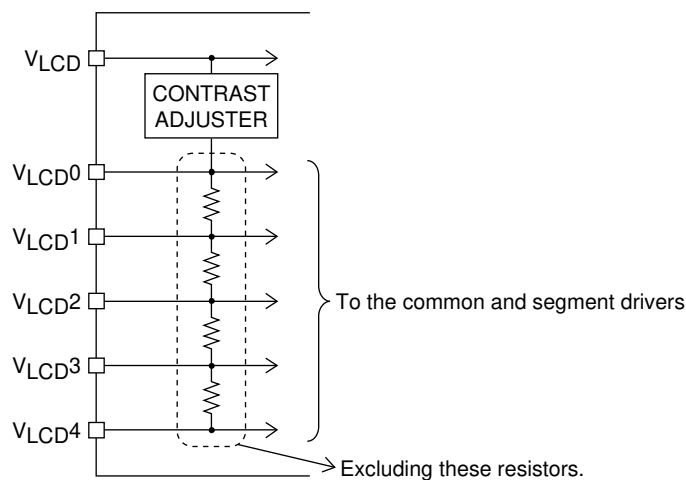 VLCD
CONTRAST
ADJUSTER
VLCD0
VLCD1
VLCD2
To the common and segment drivers
VLCD3
VLCD4
Excluding these resistors.